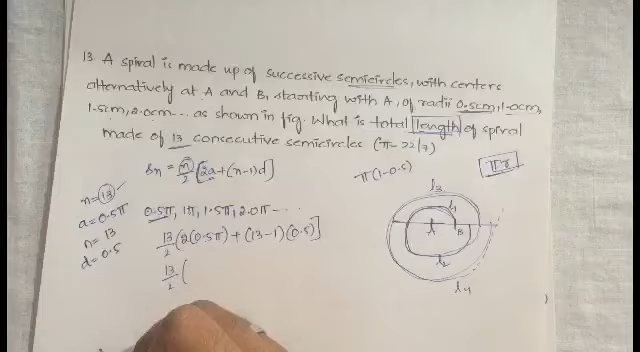 13. A spiral is made up of successive semicircles, with centers
alternatively at A and B, starting with A, of radii 0.5cm, 1.0cm,
1.5cm, 2.0cm... as shown in fig. What is total length of spiral
made of 13 consecutive semicircles (π=22/7)
Sn = n/2 [2a+(n-1)d]
π(1-0.5)
πr
n=13
a=0.5π
n=13
d=0.5
0.5π, 1π, 1.5π, 2.0π...
13/2 (2(0.5π) + (13-1)(0.5)]
13/2 (
l3
l1
A
B
l2
l4